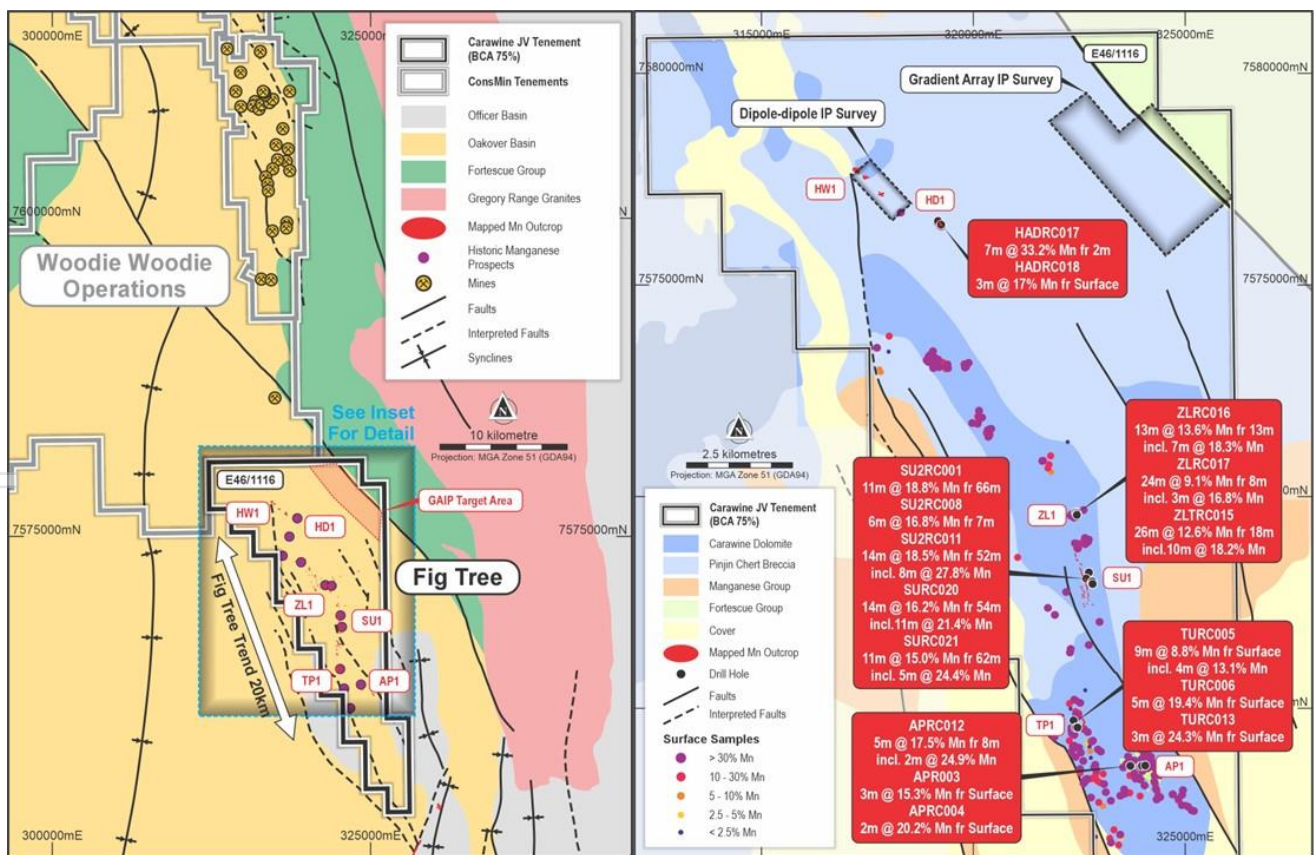 300000mE
325000mE
7600000mN
Woodie Woodie
Operations
See Inset
For Detail
E46/1116
GAIP Target Area
HW1
HD1
7575000mN
Fig Tree
ZL1
SU1
Fig Tree Trend 20km
TP1
AP1
300000mE
325000mE
Carawine JV Tenement
(BCA 75%)
ConsMin Tenements
Officer Basin
Oakover Basin
Fortescue Group
Gregory Range Granites
Mapped Mn Outcrop
Historic Manganese
Prospects
Mines
Faults
Interpreted Faults
Synclines
N
10 kilometre
Projection: MGA Zone 51 (GDA94)
315000mE
320000mE
325000mE
E46/1116
7580000mN
7580000mN
Gradient Array IP Survey
Dipole-dipole IP Survey
HW1
HD1
HADRC017
7m @ 33.2% Mn fr 2m
HADRC018
3m @ 17% Mn fr Surface
7575000mN
7575000mN
N
2.5 kilometres
Projection: MGA Zone 51 (GDA94)
ZLRC016
13m @ 13.6% Mn fr 13m
incl. 7m @ 18.3% Mn
ZLRC017
24m @ 9.1% Mn fr 8m
incl. 3m @ 16.8% Mn
ZLTRC015
26m @ 12.6% Mn fr 18m
incl.10m @ 18.2% Mn
SU2RC001
11m @ 18.8% Mn fr 66m
SU2RC008
6m @ 16.8% Mn fr 7m
SU2RC011
14m @ 18.5% Mn fr 52m
incl. 8m @ 27.8% Mn
SURC020
14m @ 16.2% Mn fr 54m
incl.11m @ 21.4% Mn
SURC021
11m @ 15.0% Mn fr 62m
incl. 5m @ 24.4% Mn
ZL1
SU1
TURC005
9m @ 8.8% Mn fr Surface
incl. 4m @ 13.1% Mn
TURC006
5m @ 19.4% Mn fr Surface
TURC013
3m @ 24.3% Mn fr Surface
TP1
AP1
APRC012
5m @ 17.5% Mn fr 8m
incl. 2m @ 24.9% Mn
APR003
3m @ 15.3% Mn fr Surface
APRC004
2m @ 20.2% Mn fr Surface
325000mE
Carawine JV Tenement
(BCA 75%)
Carawine Dolomite
Pinjin Chert Breccia
Manganese Group
Fortescue Group
Cover
Mapped Mn Outcrop
Drill Hole
Faults
Interpreted Faults
Surface Samples
> 30% Mn
10 - 30% Mn
5 - 10% Mn
2.5 - 5% Mn
< 2.5% Mn